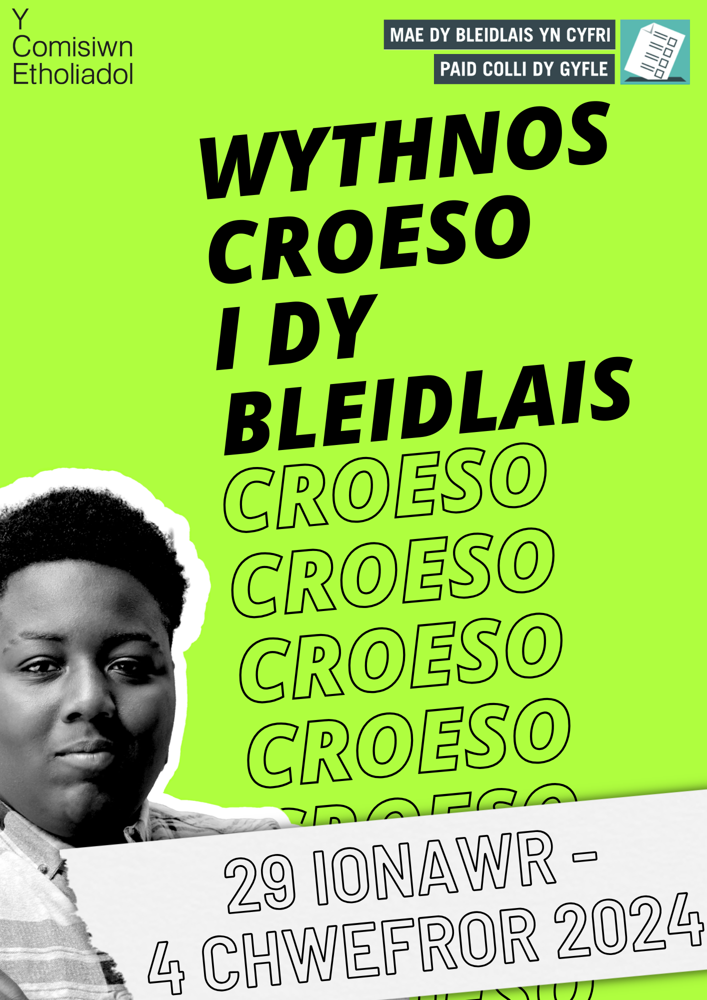 Y
Comisiwn
Etholiadol
MAE DY BLEIDLAIS YN CYFRI
PAID COLLI DY GYFLE
WYTHNOS
CROESO
I DY
BLEIDLAIS
CROESO
CROESO
CROESO
CROESO
CROESO
29 IONAWR -
4 CHWEFROR 2024